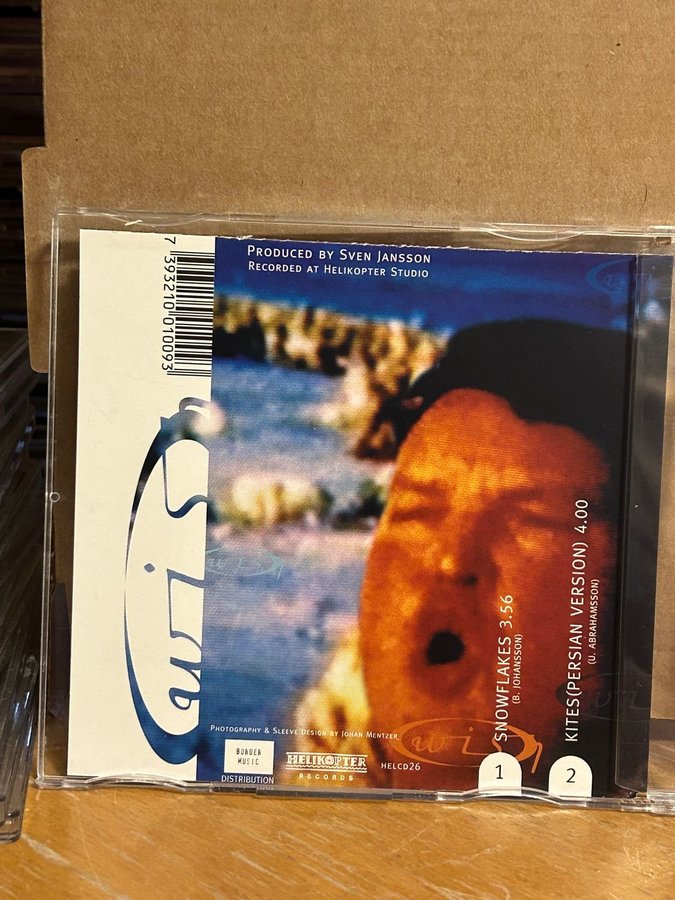 PRODUCED BY SVEN JANSSON
RECORDED AT HELIKOPTER STUDIO
7 393210 010093
wis
SNOWFLAKES 3.56
(B. JOHANSSON)
KITES(PERSIAN VERSION) 4.00
(U. ABRAHAMSSON)
PHOTOGRAPHY & SLEEVE DESIGN BY JOHAN MENTZER
BORDER
MUSIC
DISTRIBUTION
HELIKOPTER
RECORDS
HELCD26
1
2